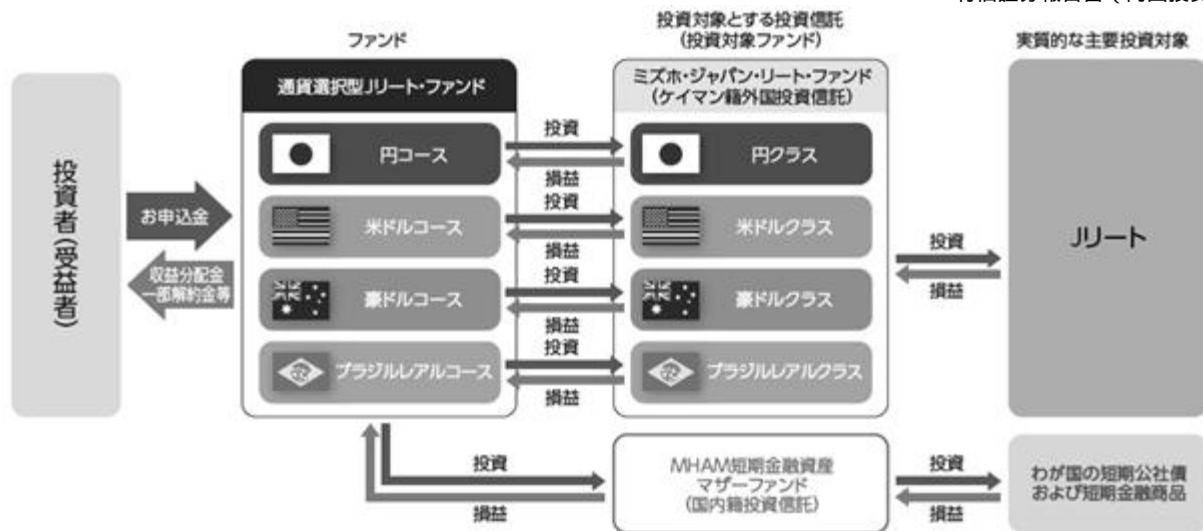 ファンド
投資対象とする投資信託
(投資対象ファンド)
実質的な主要投資対象
投資者(受益者)
お申込金
収益分配金
一部解約金等
通貨選択型Jリート・ファンド
円コース
米ドルコース
豪ドルコース
ブラジルレアルコース
投資
損益
投資
損益
投資
損益
投資
損益
ミズホ・ジャパン・リート・ファンド
(ケイマン籍外国投資信託)
円クラス
米ドルクラス
豪ドルクラス
ブラジルレアルクラス
投資
損益
Jリート
投資
損益
MHAM短期金融資産
マザーファンド
(国内籍投資信託)
投資
損益
わが国の短期公社債
および短期金融商品